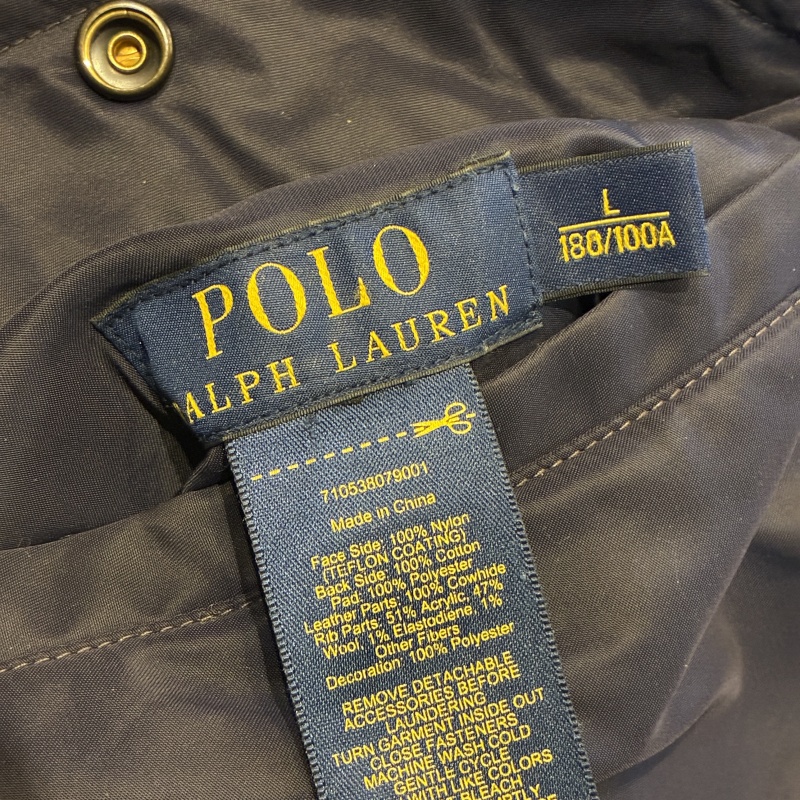 POLO
RALPH LAUREN
L
180/100A
710538079001
Made in China
Face Side: 100% Nylon
(TEFLON COATING)
Back Side: 100% Cotton
Pad: 100% Polyester
Leather Parts: 100% Cowhide
Rib Parts: 51% Acrylic, 47%
Wool, 1% Elastodiene, 1%
Other Fibers
Decoration: 100% Polyester
REMOVE DETACHABLE
ACCESSORIES BEFORE
LAUNDERING
TURN GARMENT INSIDE OUT
CLOSE FASTENERS
MACHINE WASH COLD
GENTLE CYCLE
WITH LIKE COLORS
BLEACH